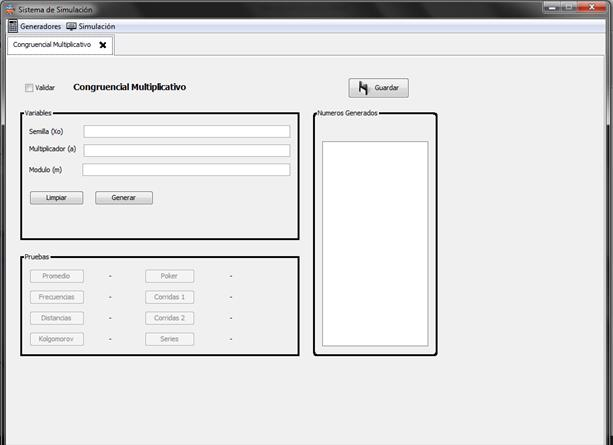 Sistema de Simulación
Generadores Simulación
Congruencial Multiplicativo
Validar Congruencial Multiplicativo Guardar
Variables
Semilla (Xo)
Multiplicador (a)
Modulo (m)
Limpiar Generar
Numeros Generados
Pruebas
Promedio - Poker -
Frecuencias - Corridas 1 -
Distancias - Corridas 2 -
Kolgomorov - Series -